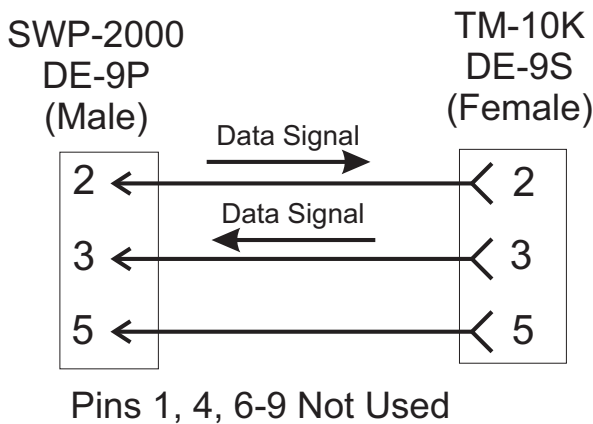 SWP-2000
DE-9P
(Male)
TM-10K
DE-9S
(Female)
Data Signal
2 2
Data Signal
3 3
5 5
Pins 1, 4, 6-9 Not Used